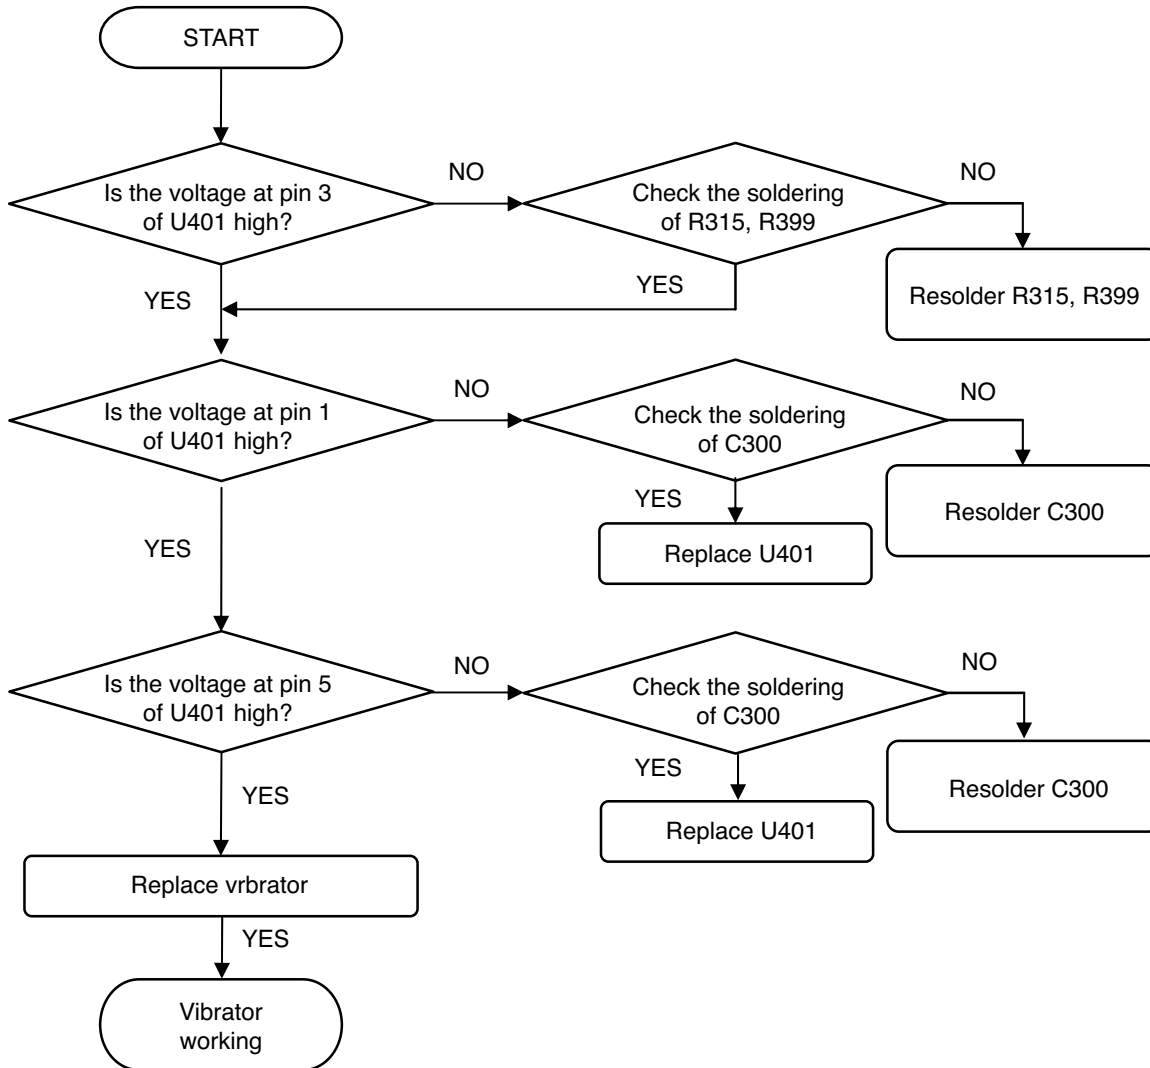 START
Is the voltage at pin 3
of U401 high?
NO
Check the soldering
of R315, R399
NO
Resolder R315, R399
YES
YES
Is the voltage at pin 1
of U401 high?
NO
Check the soldering
of C300
NO
Resolder C300
YES
Replace U401
YES
Is the voltage at pin 5
of U401 high?
NO
Check the soldering
of C300
NO
Resolder C300
YES
Replace U401
YES
Replace vrbrator
YES
Vibrator
working